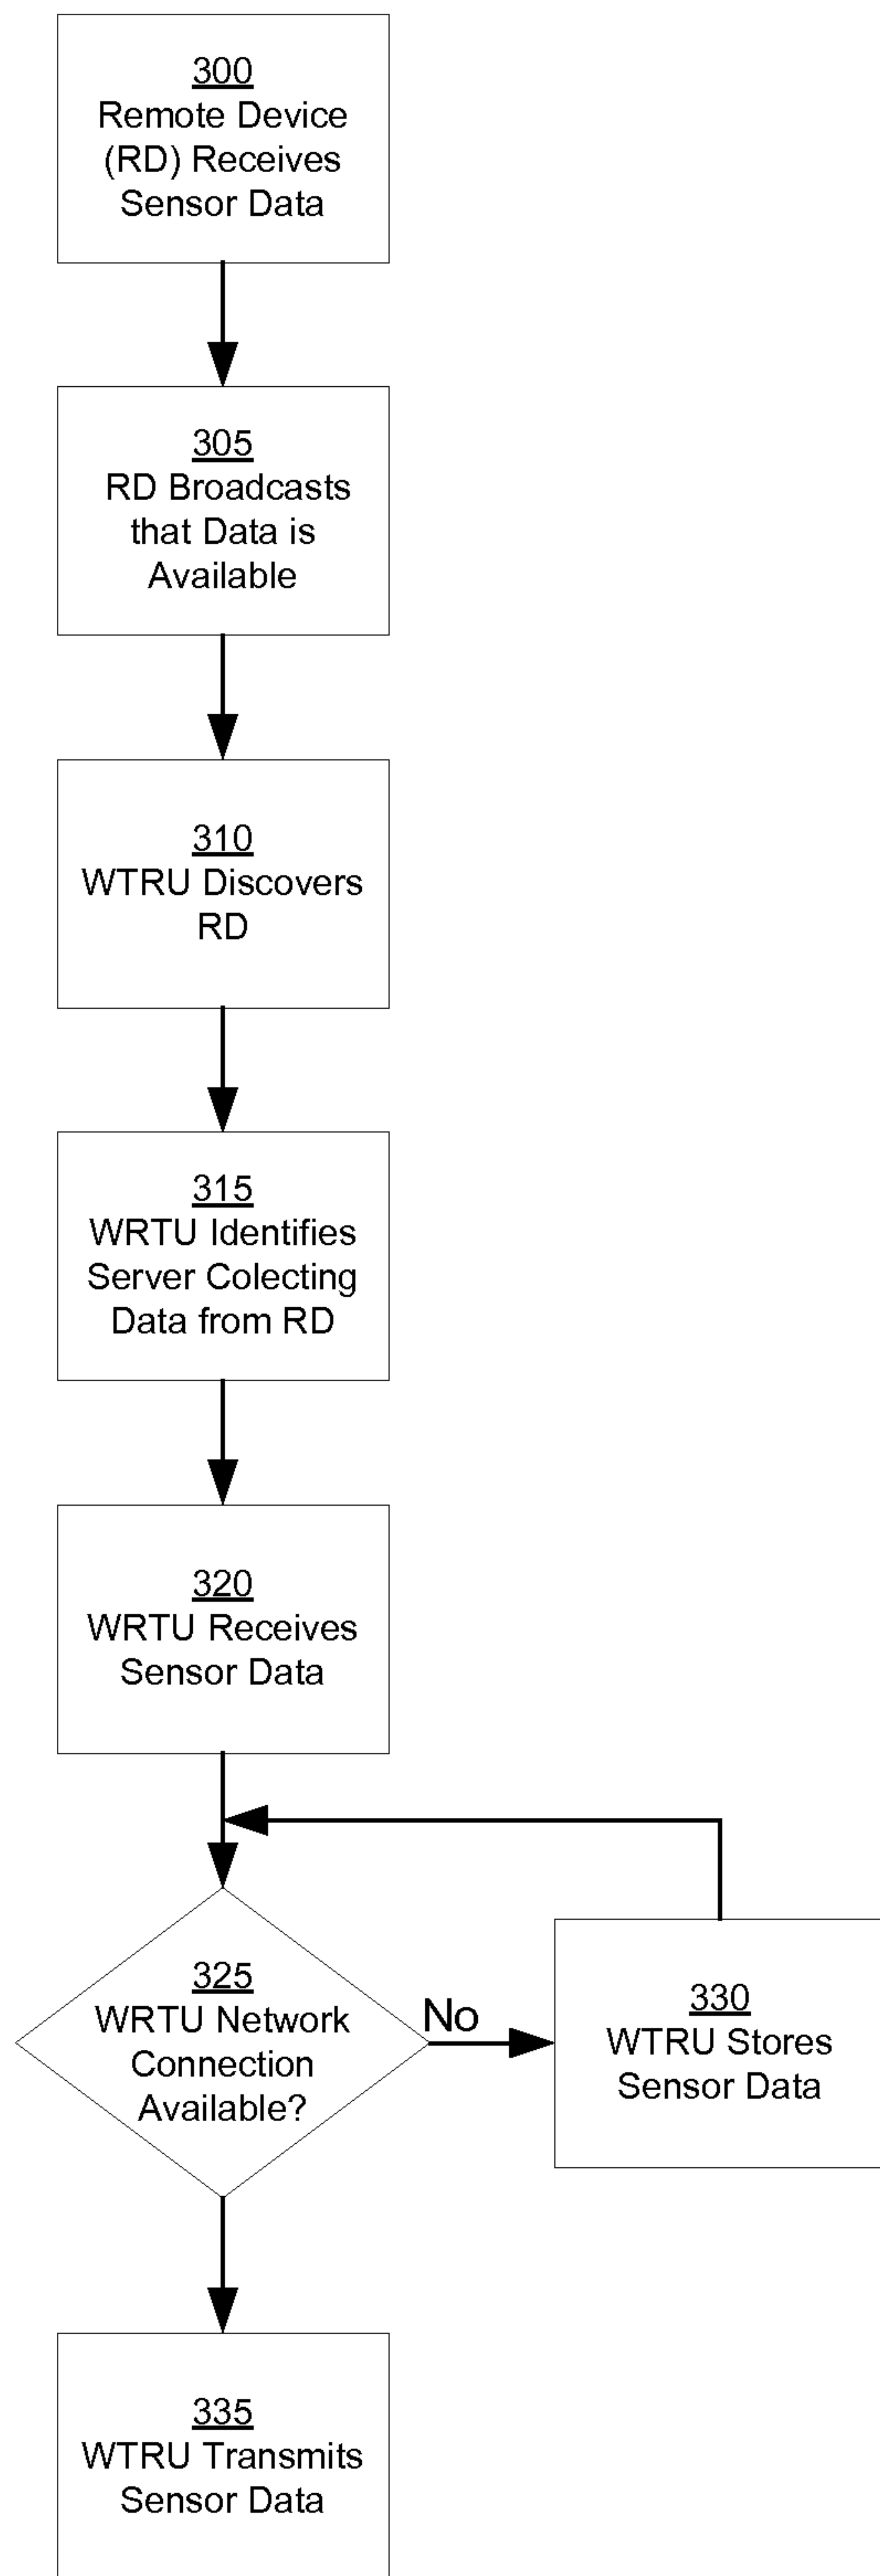 300
Remote Device
(RD) Receives
Sensor Data
305
RD Broadcasts
that Data is
Available
310
WTRU Discovers
RD
315
WRTU Identifies
Server Colecting
Data from RD
320
WRTU Receives
Sensor Data
325
WRTU Network
Connection
Available?
No
330
WTRU Stores
Sensor Data
335
WTRU Transmits
Sensor Data